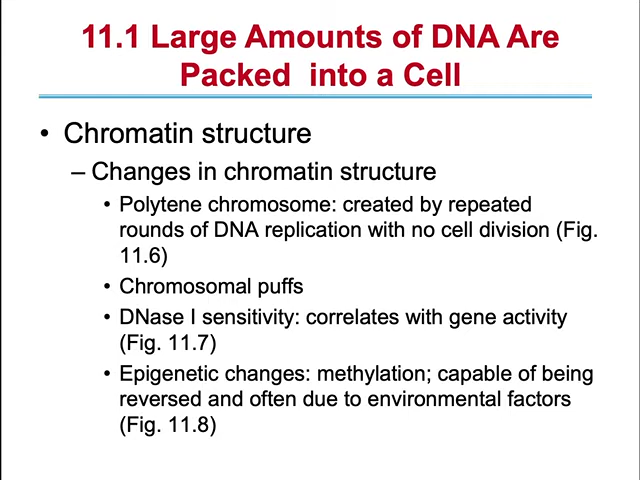 11.1 Large Amounts of DNA Are
Packed into a Cell
• Chromatin structure
– Changes in chromatin structure
• Polytene chromosome: created by repeated
rounds of DNA replication with no cell division (Fig.
11.6)
• Chromosomal puffs
• DNase I sensitivity: correlates with gene activity
(Fig. 11.7)
• Epigenetic changes: methylation; capable of being
reversed and often due to environmental factors
(Fig. 11.8)